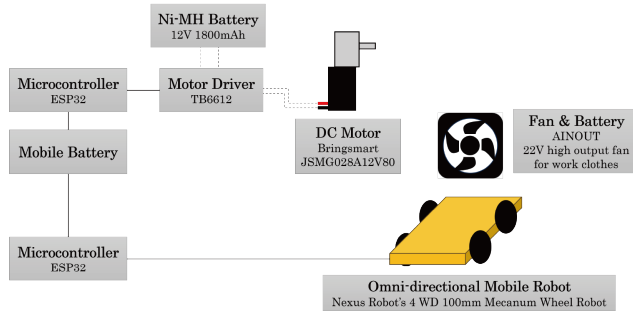 Ni-MH Battery
12V 1800mAh
Microcontroller
ESP32
Motor Driver
TB6612
DC Motor
Bringsmart
JSMG028A12V80
Fan & Battery
AINOUT
22V high output fan
for work clothes
Mobile Battery
Microcontroller
ESP32
Omni-directional Mobile Robot
Nexus Robot's 4 WD 100mm Mecanum Wheel Robot